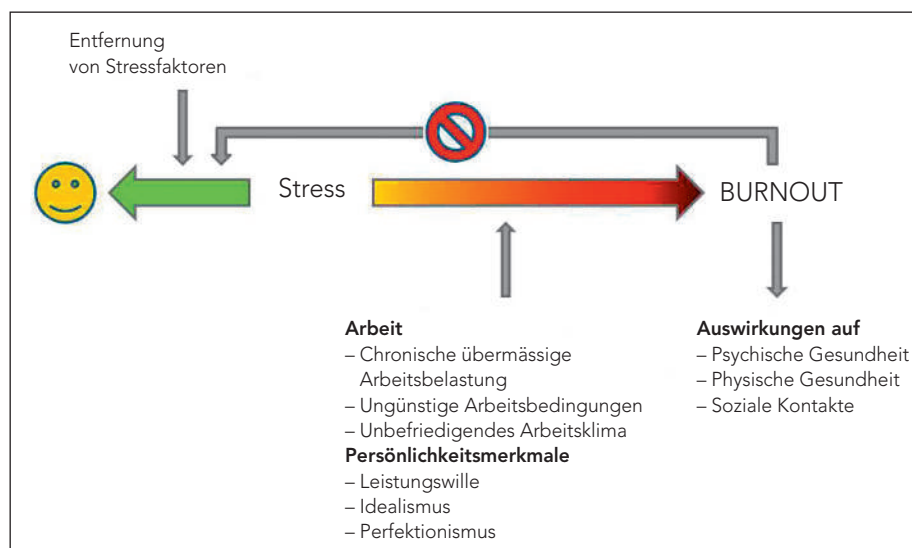 Entfernung
von Stressfaktoren
Stress
BURNOUT
Arbeit
– Chronische übermässige
Arbeitsbelastung
– Ungünstige Arbeitsbedingungen
– Unbefriedigendes Arbeitsklima
Persönlichkeitsmerkmale
– Leistungswille
– Idealismus
– Perfektionismus
Auswirkungen auf
– Psychische Gesundheit
– Physische Gesundheit
– Soziale Kontakte